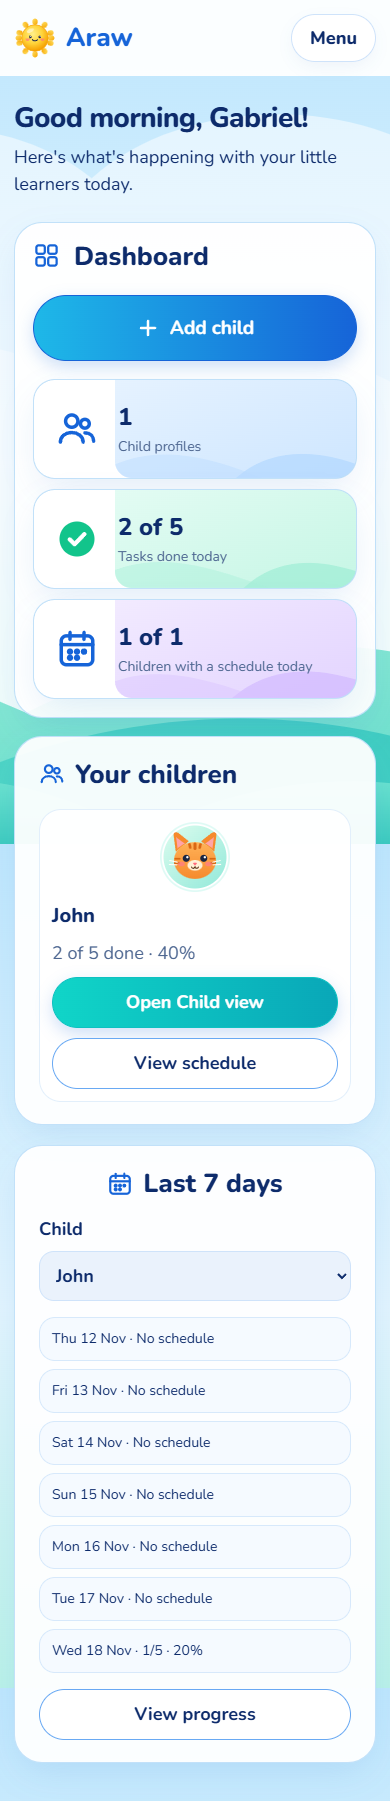 Araw
Menu
Good morning, Gabriel!
Here's what's happening with your little
learners today.
Dashboard
+ Add child
1
Child profiles
2 of 5
Tasks done today
1 of 1
Children with a schedule today
Your children
John
2 of 5 done · 40%
Open Child view
View schedule
Last 7 days
Child
John
Thu 12 Nov · No schedule
Fri 13 Nov · No schedule
Sat 14 Nov · No schedule
Sun 15 Nov · No schedule
Mon 16 Nov · No schedule
Tue 17 Nov · No schedule
Wed 18 Nov · 1/5 · 20%
View progress